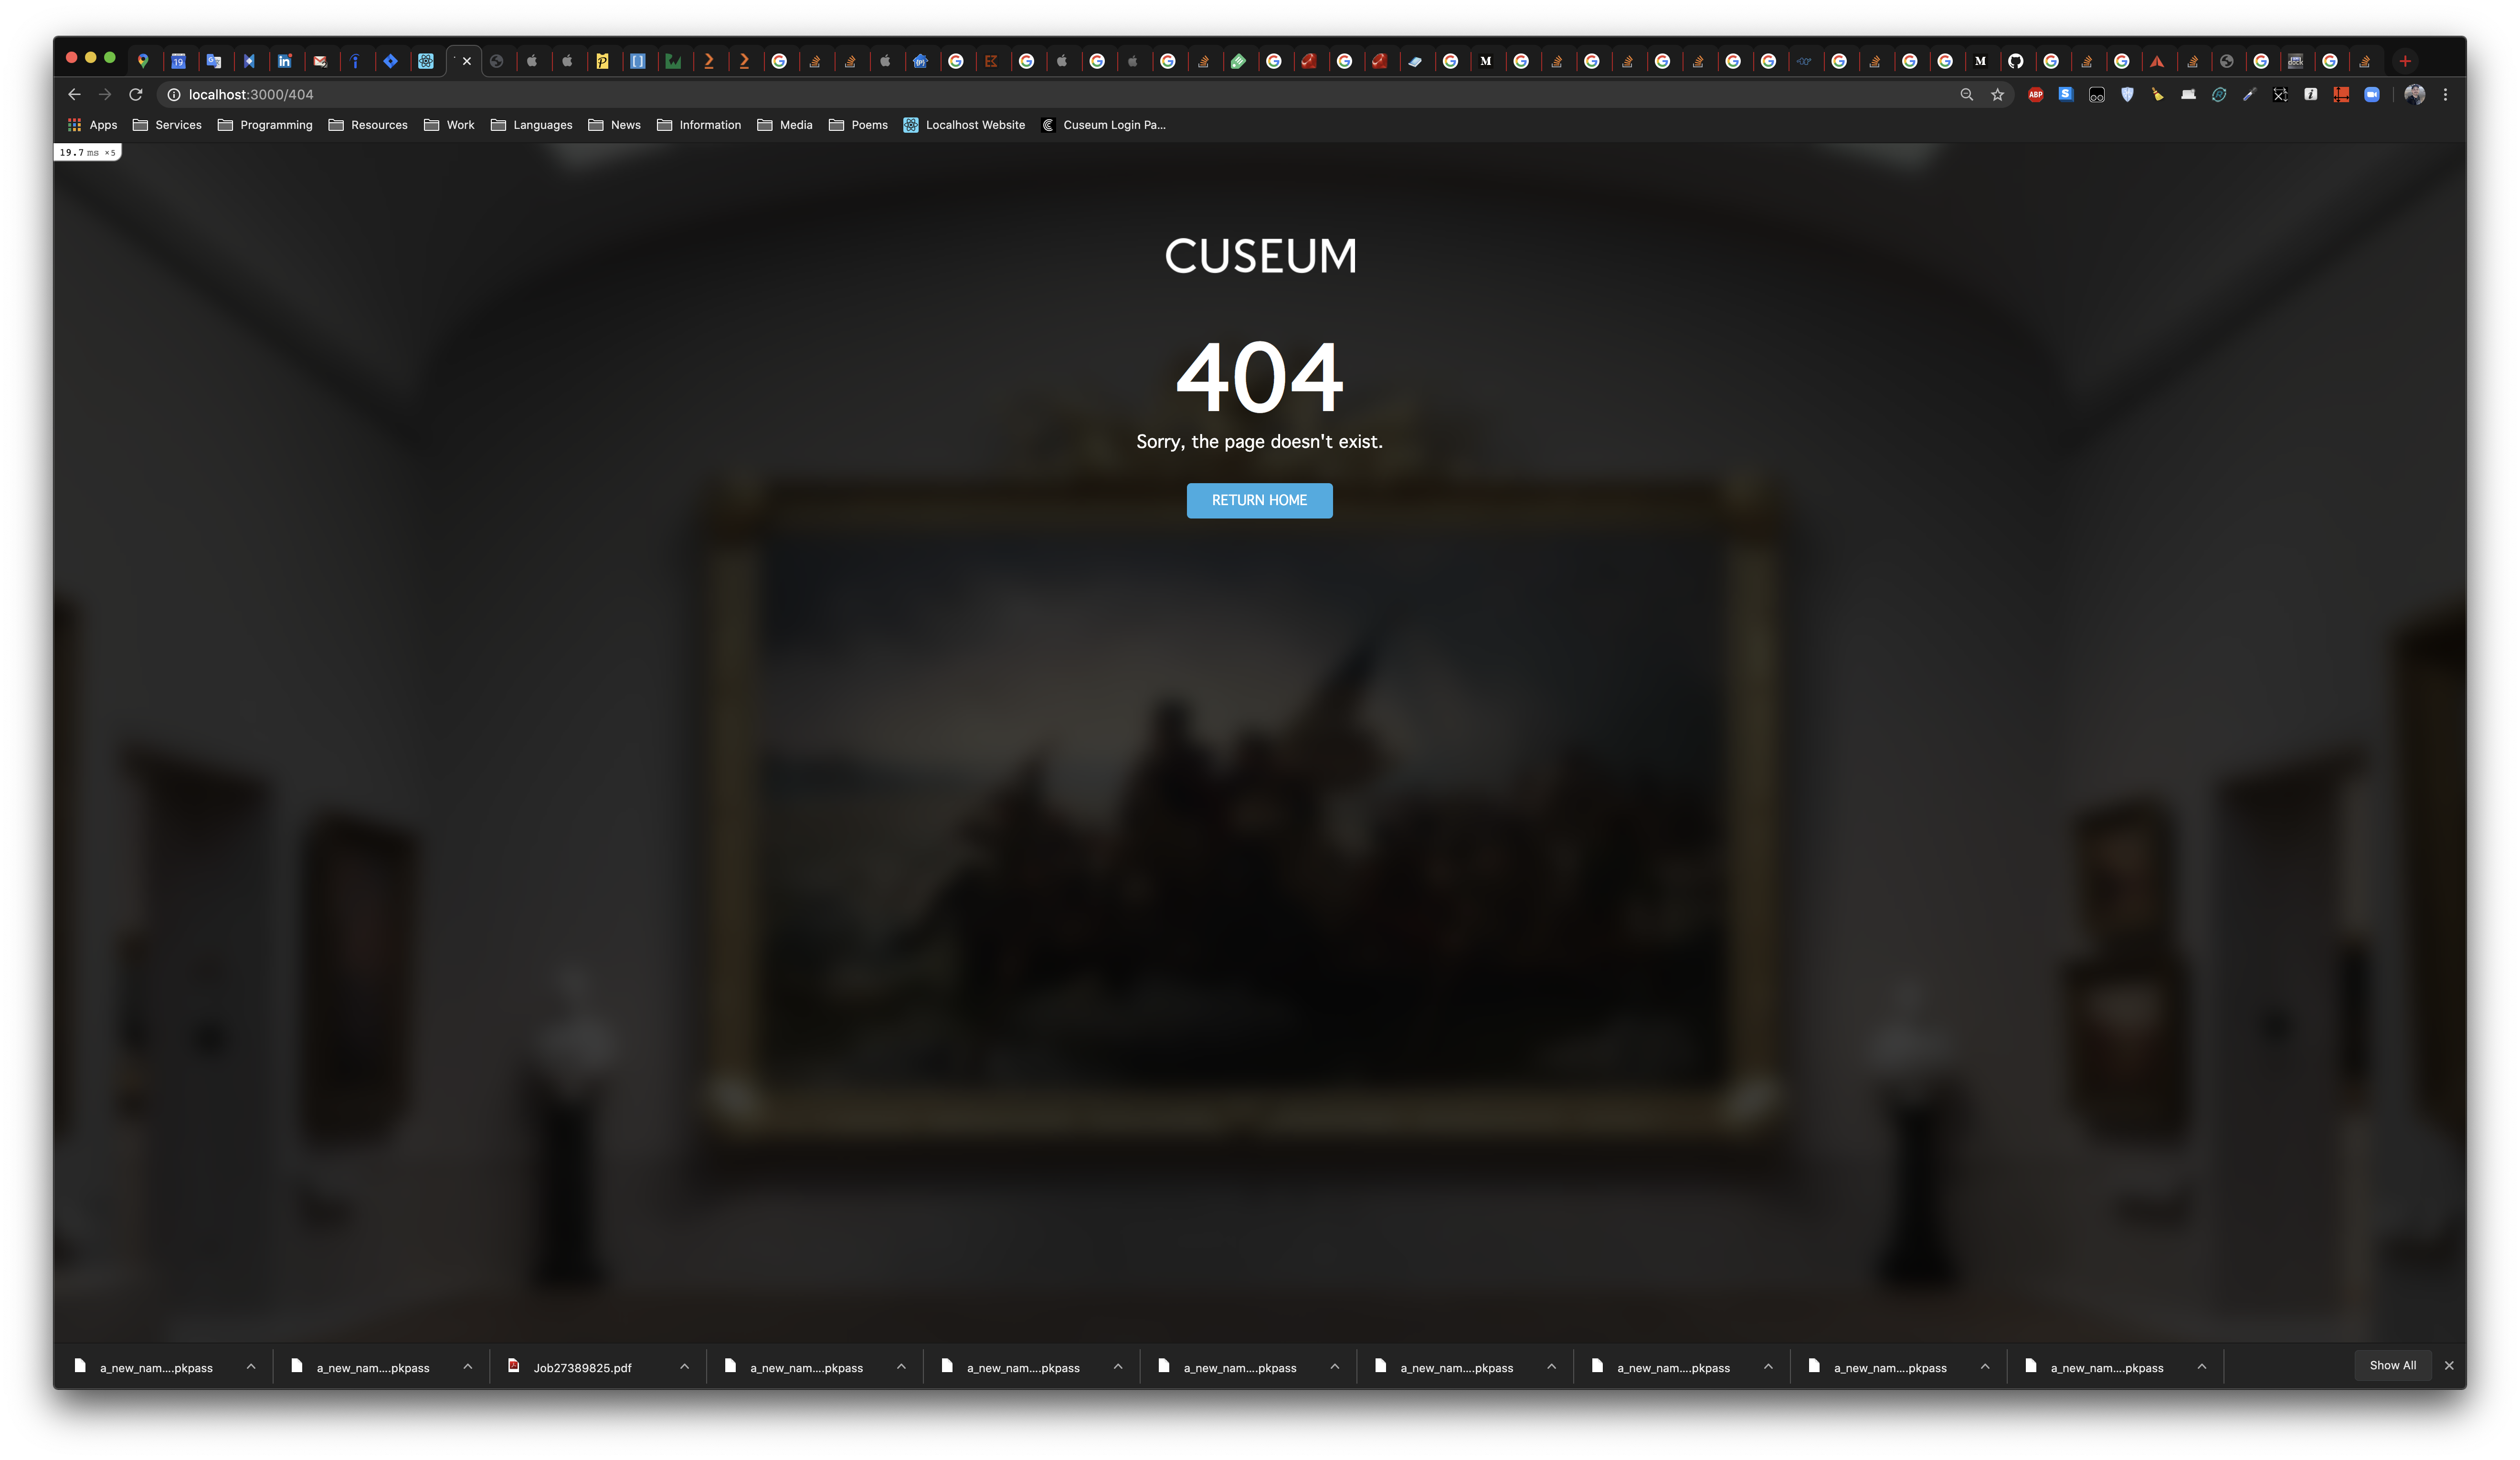 19
localhost:3000/404
ABP
Apps Services Programming Resources Work Languages News Information Media Poems Localhost Website Cuseum Login Pa...
19.7 ms ×5
CUSEUM
404
Sorry, the page doesn't exist.
RETURN HOME
a_new_nam....pkpass a_new_nam....pkpass Job27389825.pdf a_new_nam....pkpass a_new_nam....pkpass a_new_nam....pkpass a_new_nam....pkpass a_new_nam....pkpass a_new_nam....pkpass a_new_nam....pkpass Show All